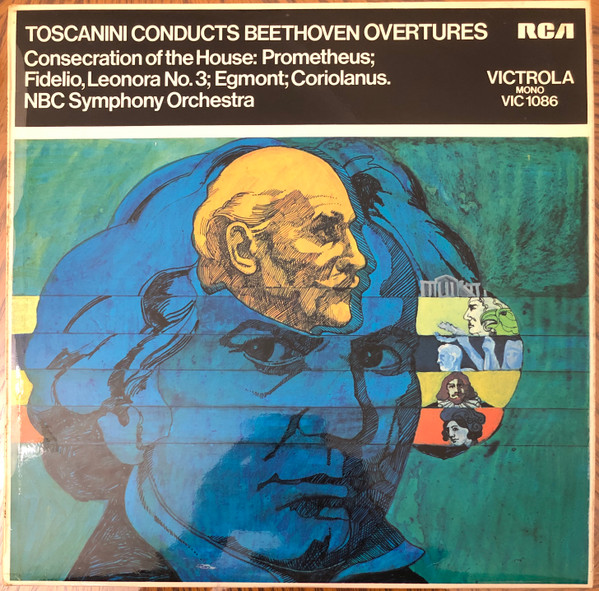 TOSCANINI CONDUCTS BEETHOVEN OVERTURES
RCA
Consecration of the House: Prometheus;
Fidelio, Leonora No. 3; Egmont; Coriolanus.
NBC Symphony Orchestra
VICTROLA
MONO
VIC 1086